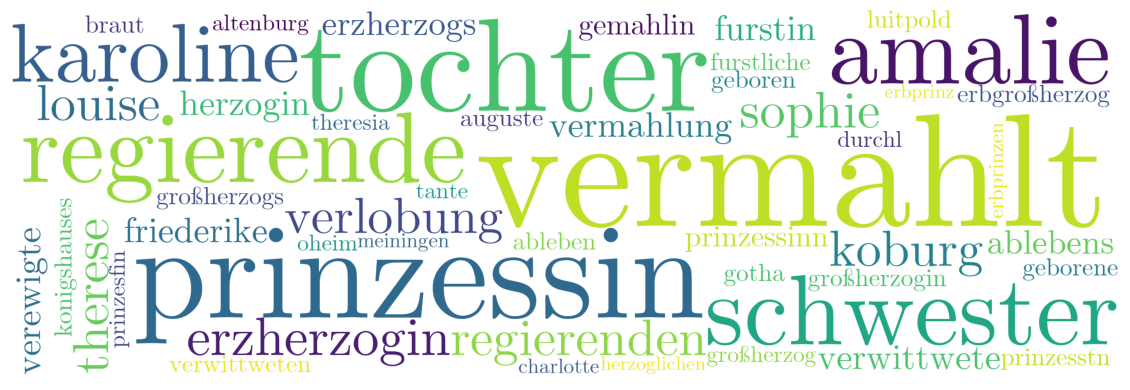 braut altenburg erzherzogs gemahlin furstin luitpold
karoline tochter furstliche amalie
geboren erbprinz erbgroßherzog
louise herzogin theresia auguste vermahlung sophie durchl
regierende vermahlt erbprinzen
großherzogs tante
verewigte konigshauses therese prinzesfin friederike verlobung oheim meiningen ableben prinzessinn koburg ablebens
prinzessin gotha großherzogin geborene
schwester
erzherzogin regierenden großherzog verwittwete prinzesstn
verwittweten charlotte herzoglichen